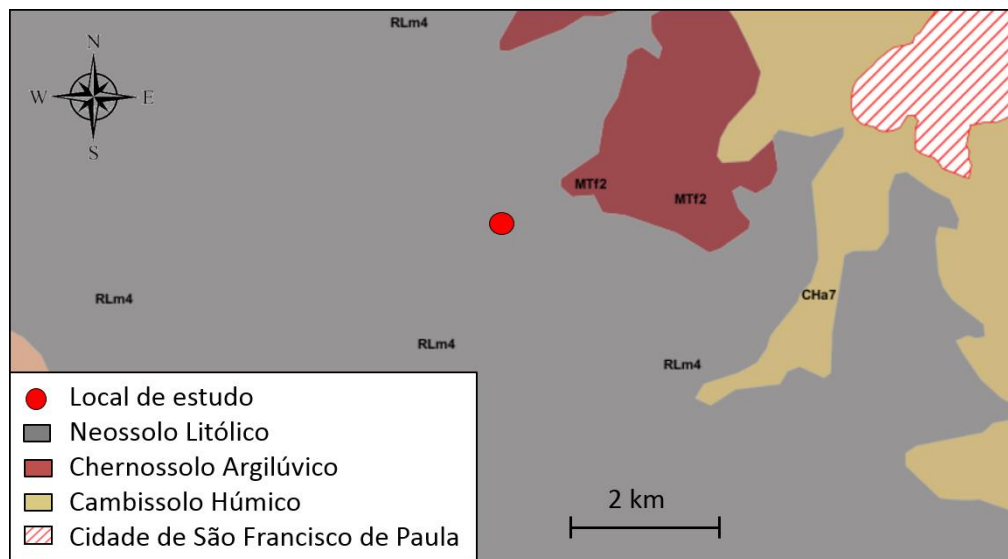 RLm4
N
W E
S
MTf2
MTf2
RLm4
CHa7
RLm4
RLm4
Local de estudo
Neossolo Litólico
Chernossolo Argilúvico
Cambissolo Húmico
Cidade de São Francisco de Paula
2 km